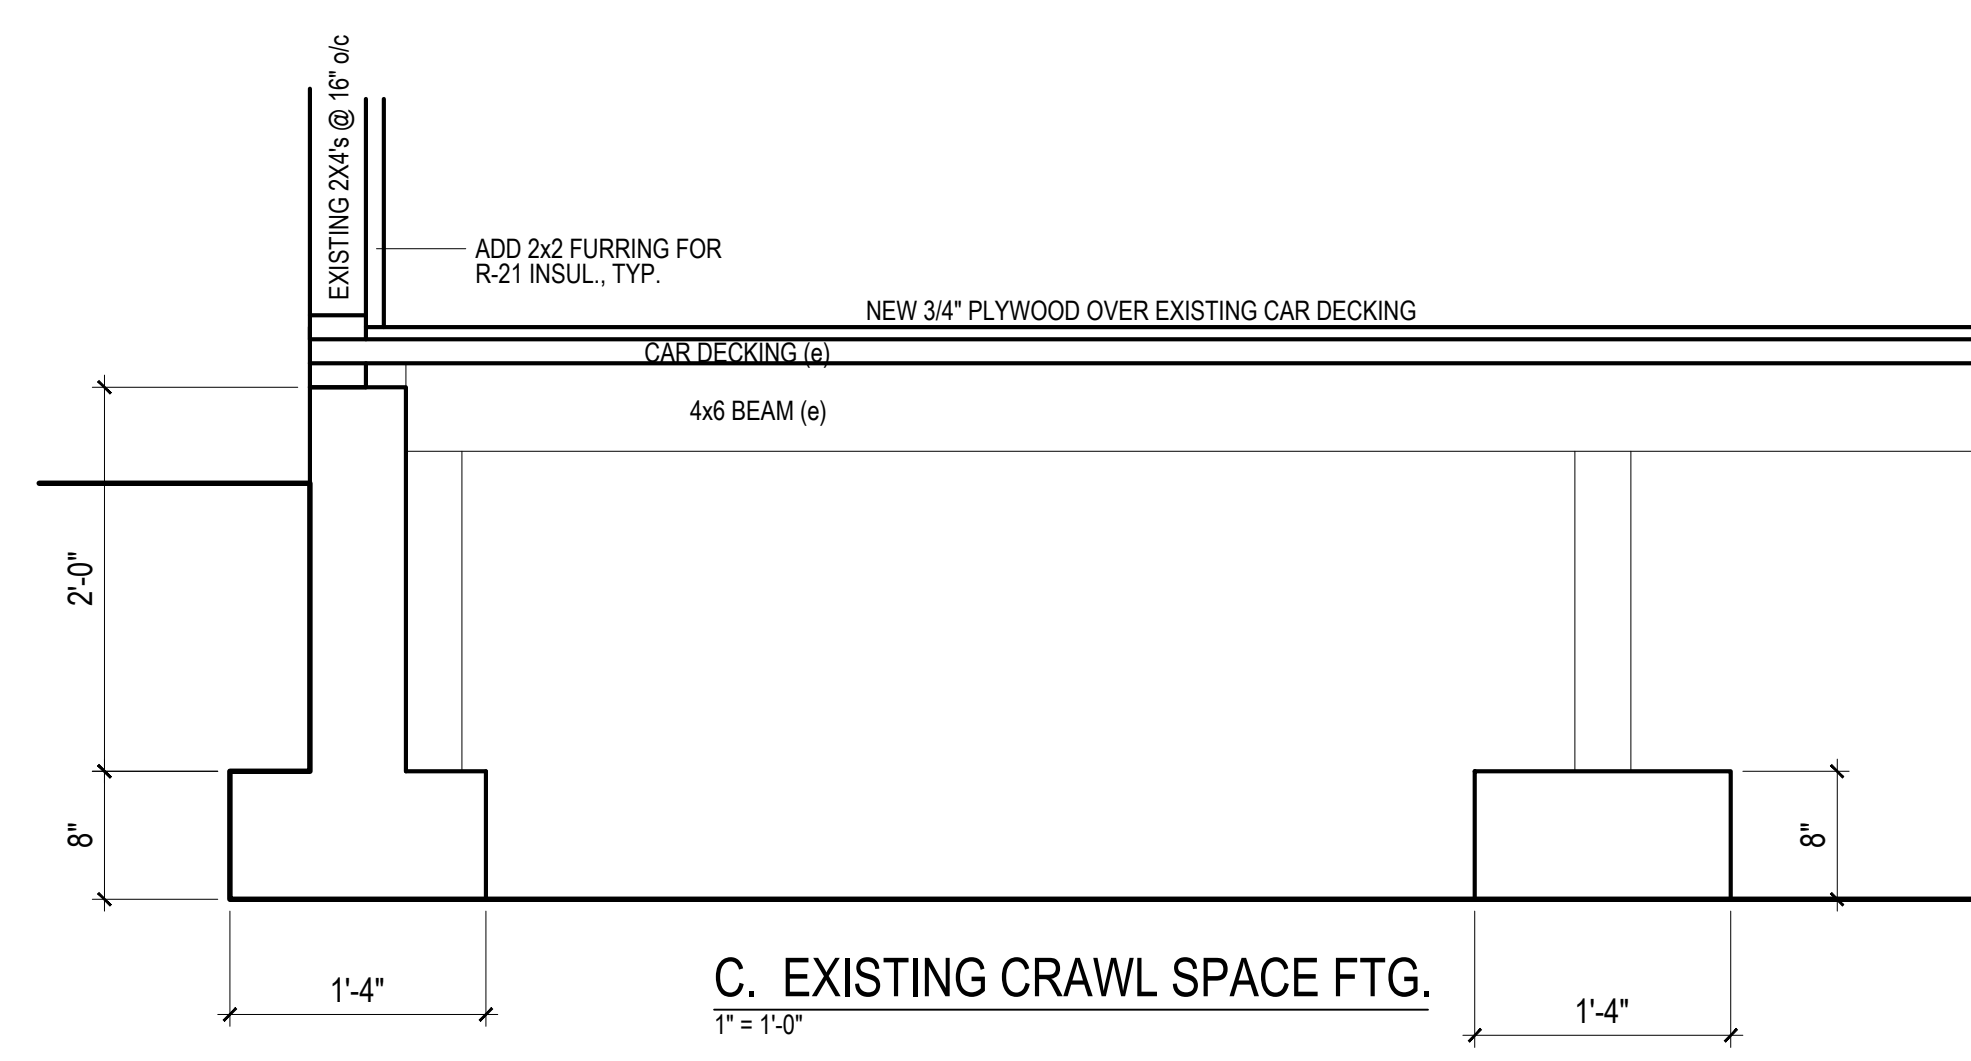 EXISTING 2X4's @ 16" o/c
ADD 2x2 FURRING FOR
R-21 INSUL., TYP.
NEW 3/4" PLYWOOD OVER EXISTING CAR DECKING
CAR DECKING (e)
4x6 BEAM (e)
2'-0"
8"
8"
1'-4"
C. EXISTING CRAWL SPACE FTG.
1" = 1'-0"
1'-4"